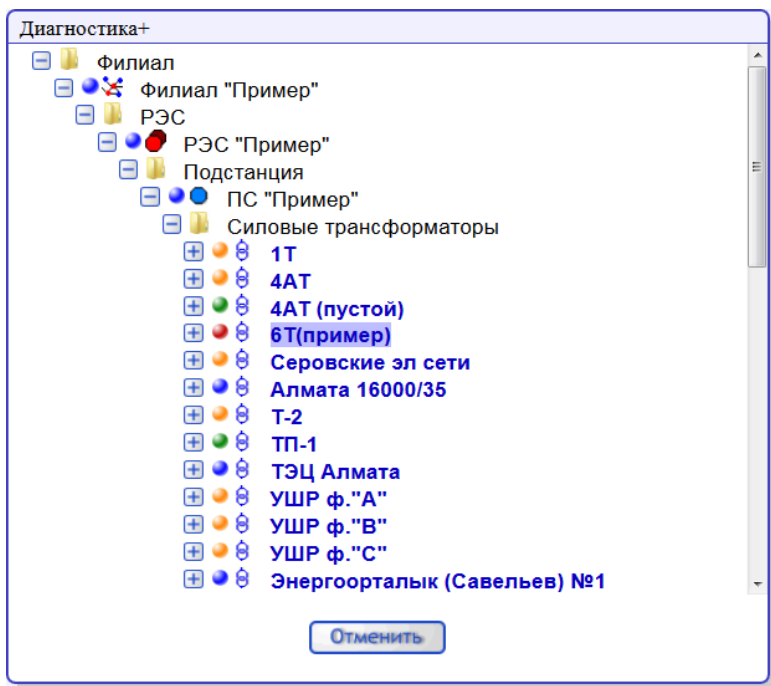 Диагностика+
Филиал
Филиал "Пример"
РЭС
РЭС "Пример"
Подстанция
ПС "Пример"
Силовые трансформаторы
1Т
4АТ
4АТ (пустой)
6Т(пример)
Серовские эл сети
Алмата 16000/35
Т-2
ТП-1
ТЭЦ Алмата
УШР ф."А"
УШР ф."В"
УШР ф."С"
Энергоорталык (Савельев) №1
Отменить